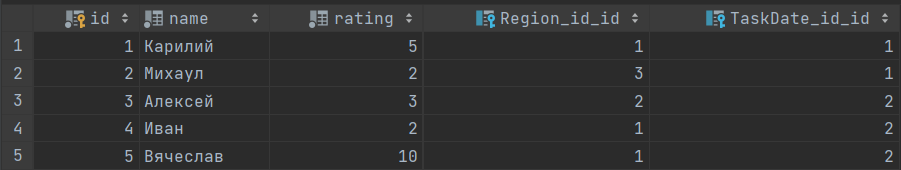 id name rating Region_id_id TaskDate_id_id
1 1 Карилий 5 1 1
2 2 Михаул 2 3 1
3 3 Алексей 3 2 2
4 4 Иван 2 1 2
5 5 Вячеслав 10 1 2